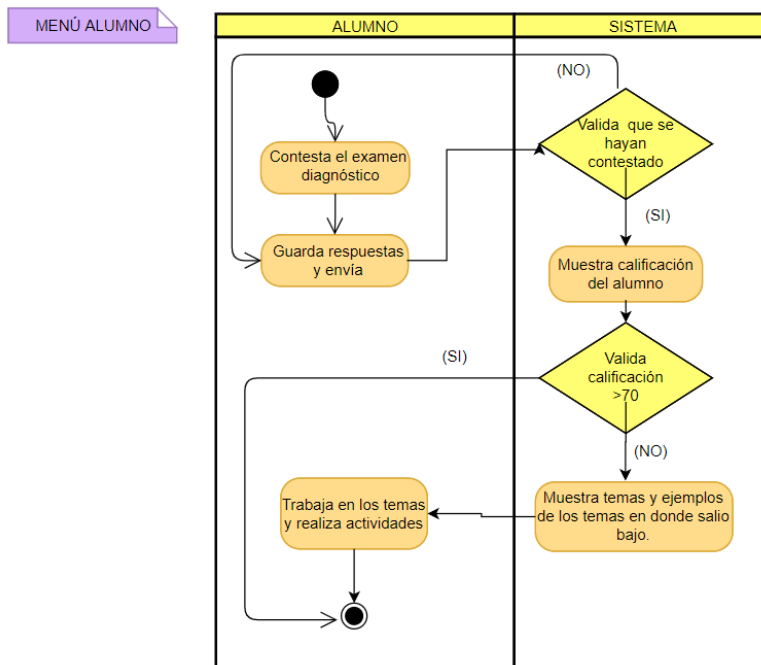 MENÚ ALUMNO
ALUMNO
SISTEMA
(NO)
Valida que se
hayan
contestado
Contesta el examen
diagnóstico
(SI)
Guarda respuestas
y envía
Muestra calificación
del alumno
(SI)
Valida
calificación
>70
(NO)
Trabaja en los temas
y realiza actividades
Muestra temas y ejemplos
de los temas en donde salio
bajo.